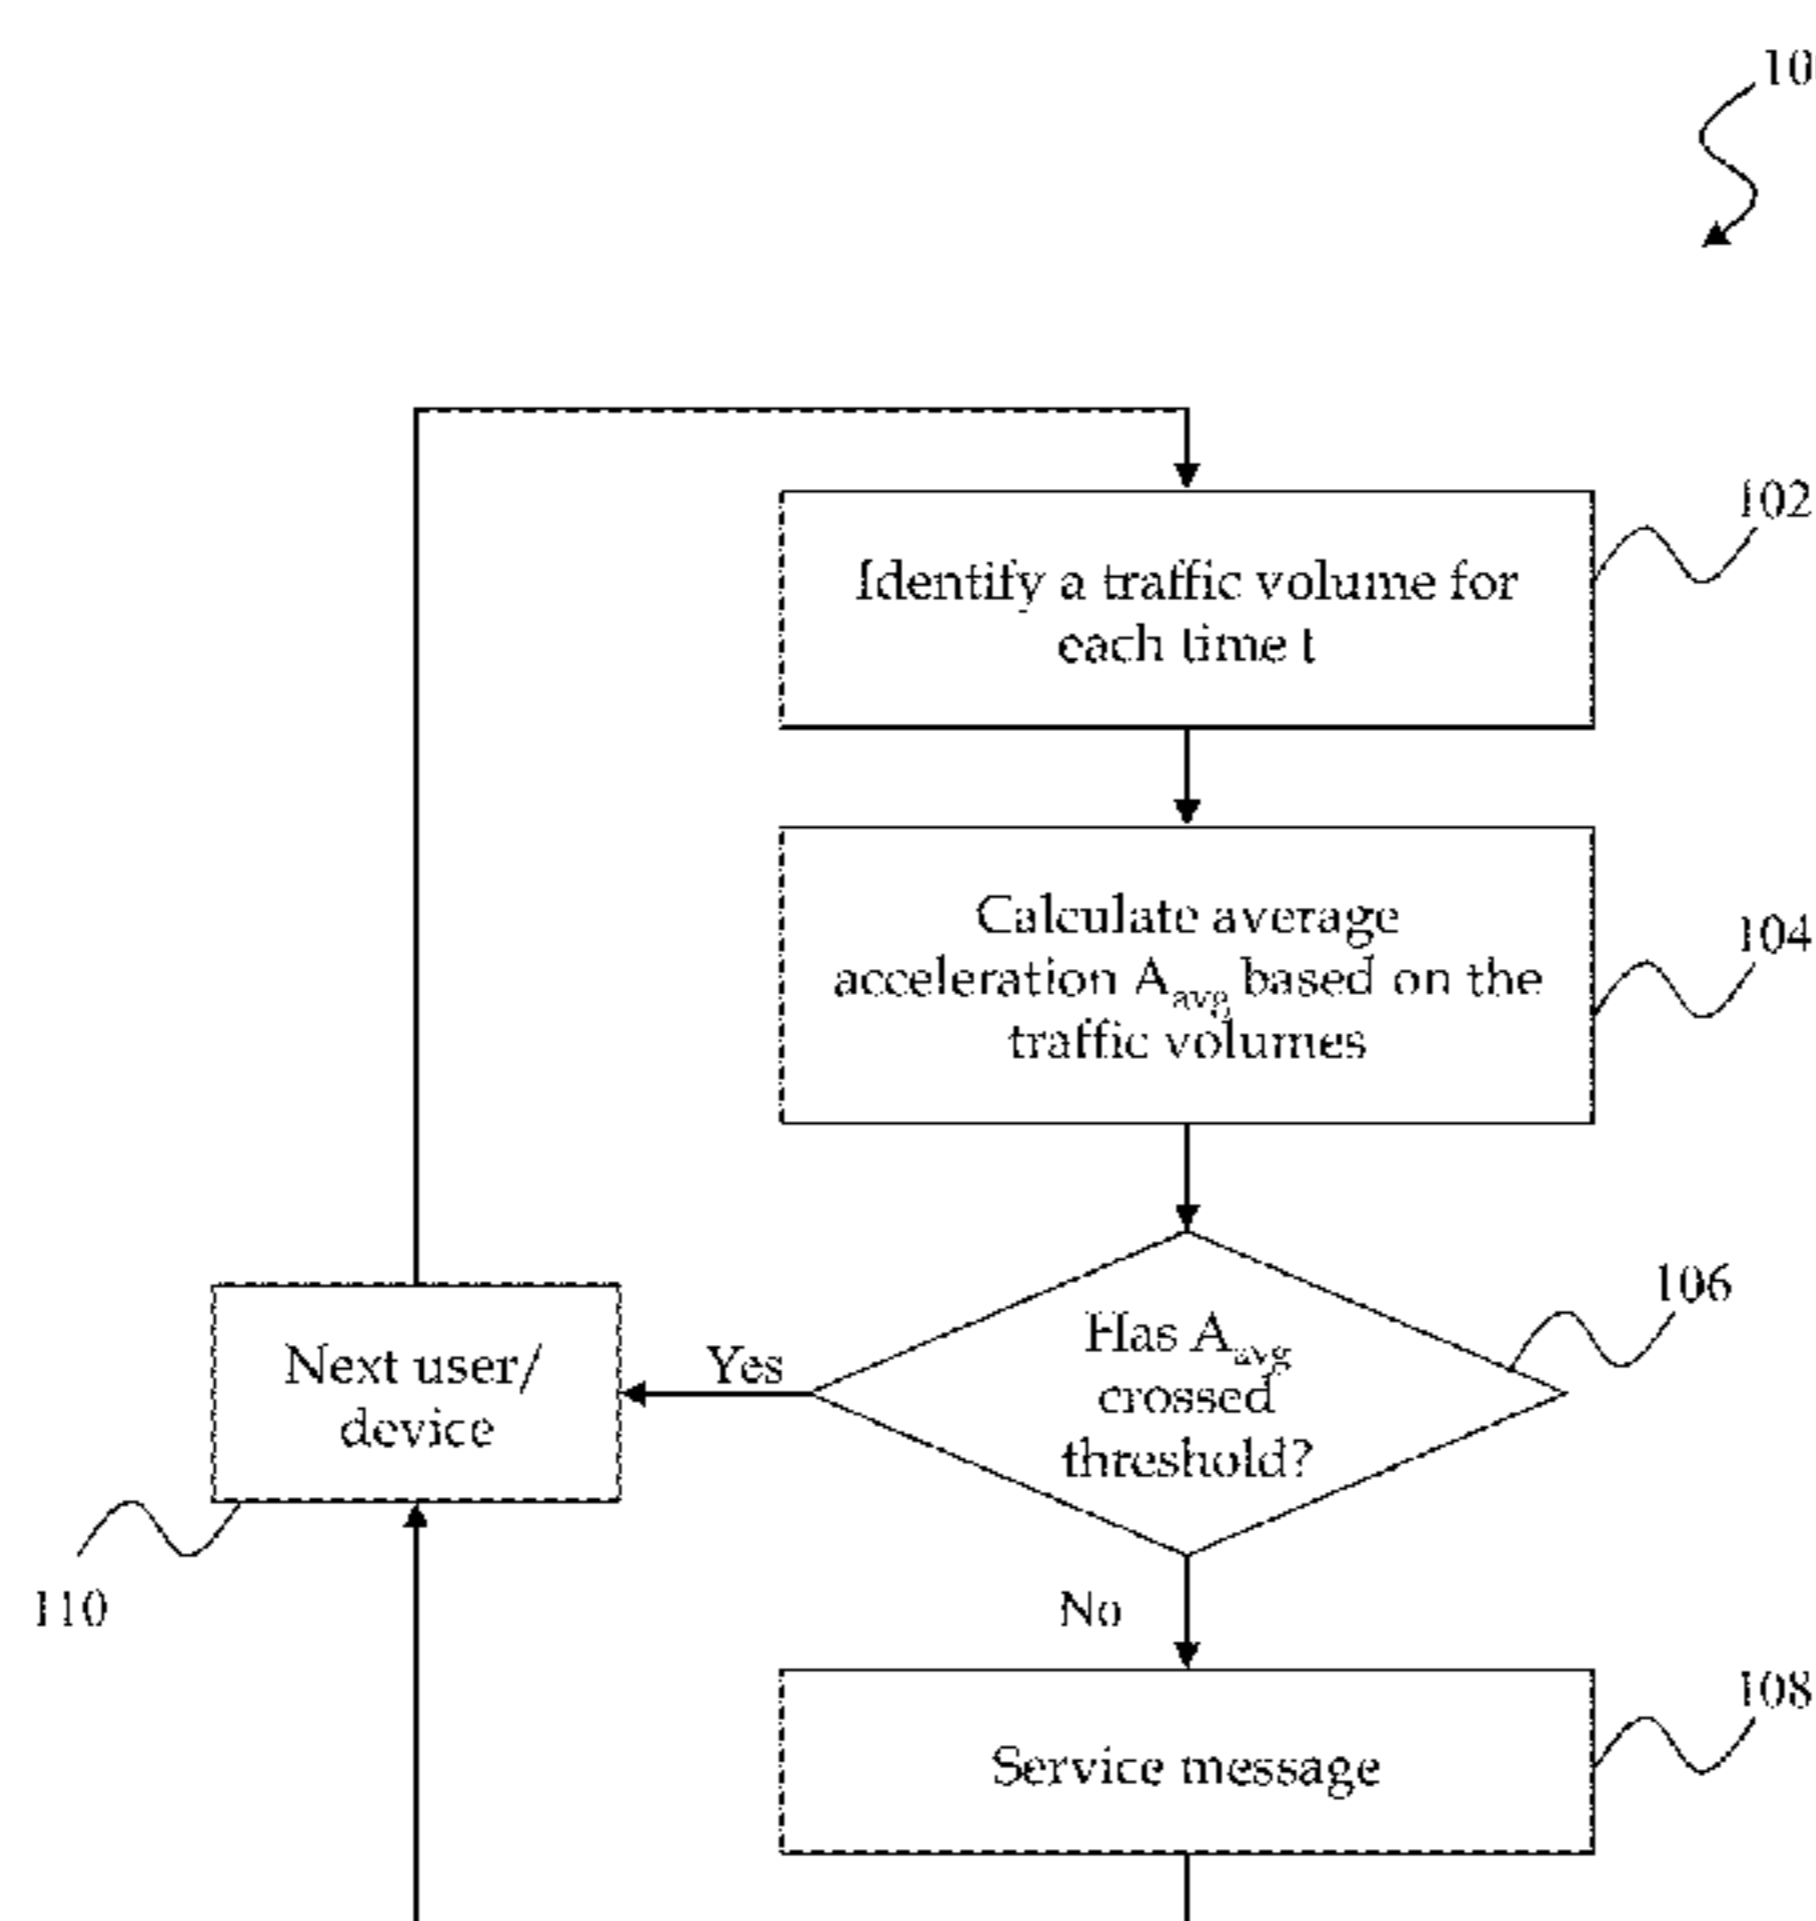 10
102
Identify a traffic volume for
each time t
104
Calculate average
acceleration Aavg based on the
traffic volumes
106
Has Aavg
crossed
threshold?
Yes
Next user/
device
110
No
108
Service message